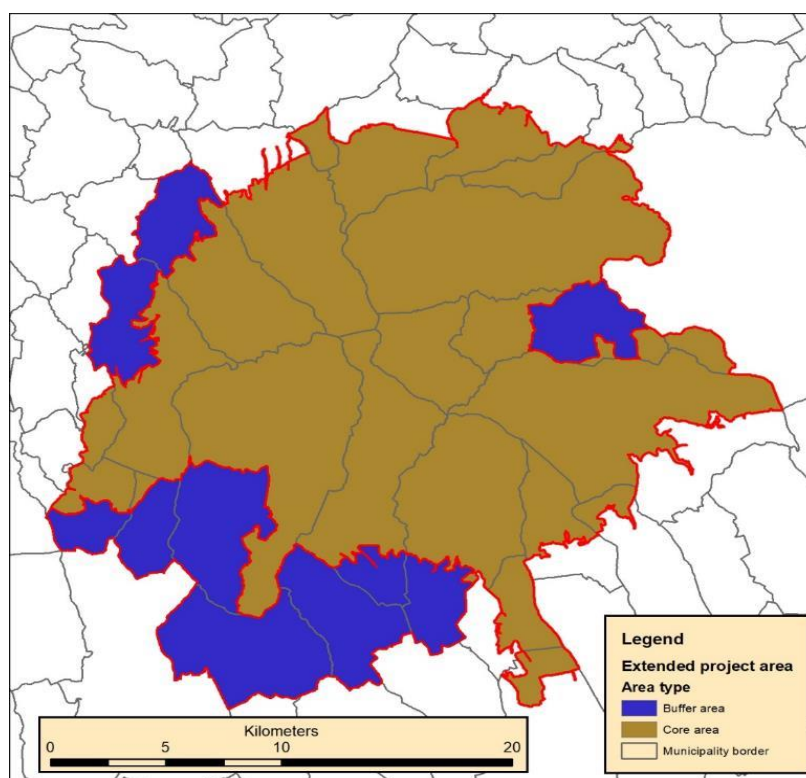 Legend
Extended project area
Area type
Buffer area
Core area
Municipality border
Kilometers
0 5 10 20